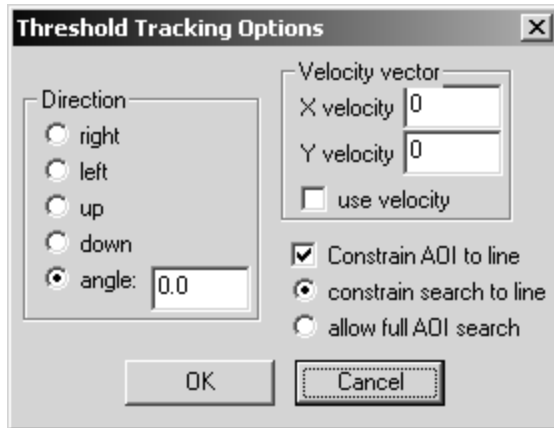 Threshold Tracking Options
Direction
right
left
up
down
angle: 0.0
Velocity vector
X velocity 0
Y velocity 0
use velocity
Constrain AOI to line
constrain search to line
allow full AOI search
OK
Cancel